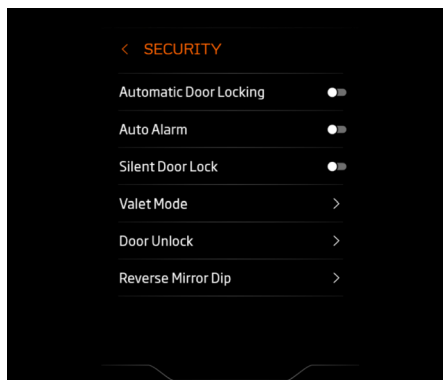 SECURITY
Automatic Door Locking
Auto Alarm
Silent Door Lock
Valet Mode
Door Unlock
Reverse Mirror Dip